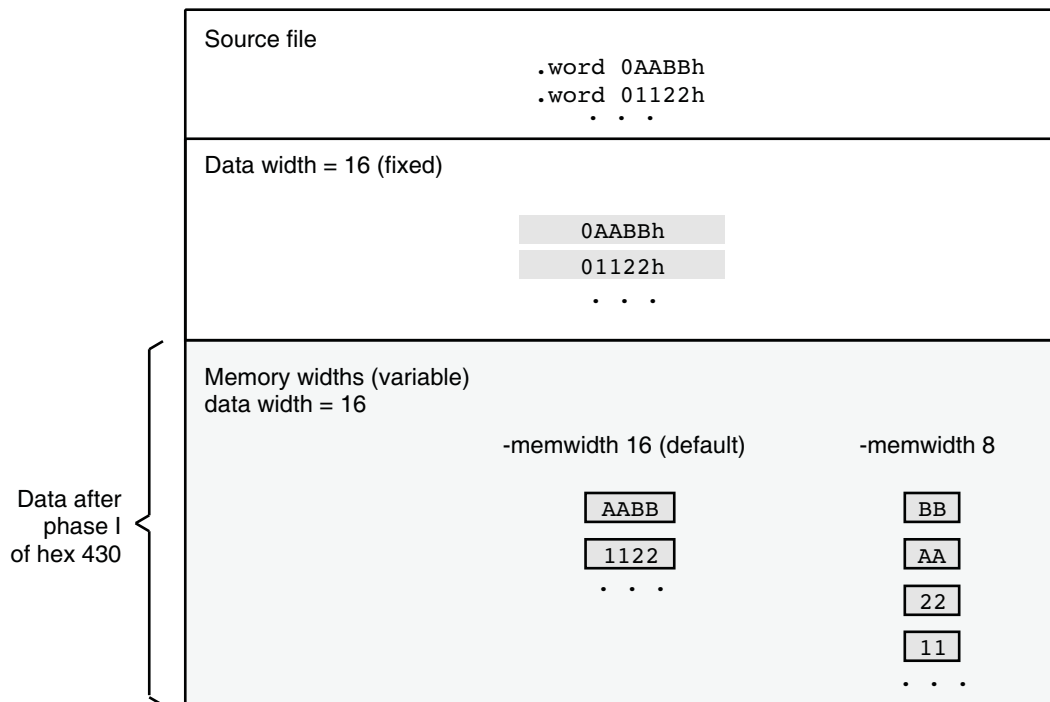 Source file
.word 0AABBh
.word 01122h
. . .
Data width = 16 (fixed)
0AABBh
01122h
. . .
Memory widths (variable)
data width = 16
-memwidth 16 (default)
-memwidth 8
Data after
phase I
of hex 430
AABB
1122
. . .
BB
AA
22
11
. . .